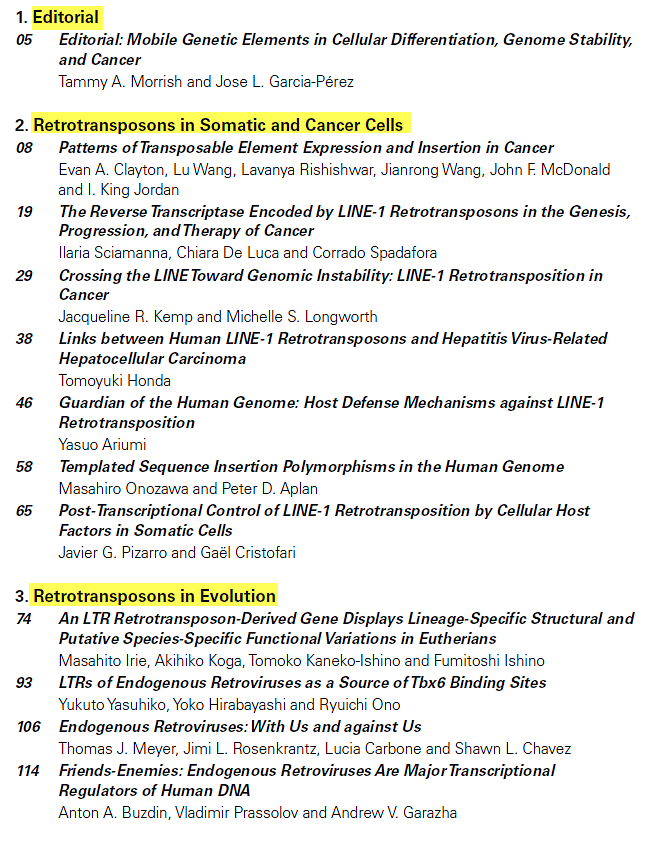 1. Editorial
05 Editorial: Mobile Genetic Elements in Cellular Differentiation, Genome Stability,
and Cancer
Tammy A. Morrish and Jose L. Garcia-Pérez
2. Retrotransposons in Somatic and Cancer Cells
08 Patterns of Transposable Element Expression and Insertion in Cancer
Evan A. Clayton, Lu Wang, Lavanya Rishishwar, Jianrong Wang, John F. McDonald
and I. King Jordan
19 The Reverse Transcriptase Encoded by LINE-1 Retrotransposons in the Genesis,
Progression, and Therapy of Cancer
Ilaria Sciamanna, Chiara De Luca and Corrado Spadafora
29 Crossing the LINE Toward Genomic Instability: LINE-1 Retrotransposition in
Cancer
Jacqueline R. Kemp and Michelle S. Longworth
38 Links between Human LINE-1 Retrotransposons and Hepatitis Virus-Related
Hepatocellular Carcinoma
Tomoyuki Honda
46 Guardian of the Human Genome: Host Defense Mechanisms against LINE-1
Retrotransposition
Yasuo Ariumi
58 Templated Sequence Insertion Polymorphisms in the Human Genome
Masahiro Onozawa and Peter D. Aplan
65 Post-Transcriptional Control of LINE-1 Retrotransposition by Cellular Host
Factors in Somatic Cells
Javier G. Pizarro and Gaël Cristofari
3. Retrotransposons in Evolution
74 An LTR Retrotransposon-Derived Gene Displays Lineage-Specific Structural and
Putative Species-Specific Functional Variations in Eutherians
Masahito Irie, Akihiko Koga, Tomoko Kaneko-Ishino and Fumitoshi Ishino
93 LTRs of Endogenous Retroviruses as a Source of Tbx6 Binding Sites
Yukuto Yasuhiko, Yoko Hirabayashi and Ryuichi Ono
106 Endogenous Retroviruses: With Us and against Us
Thomas J. Meyer, Jimi L. Rosenkrantz, Lucia Carbone and Shawn L. Chavez
114 Friends-Enemies: Endogenous Retroviruses Are Major Transcriptional
Regulators of Human DNA
Anton A. Buzdin, Vladimir Prassolov and Andrew V. Garazha